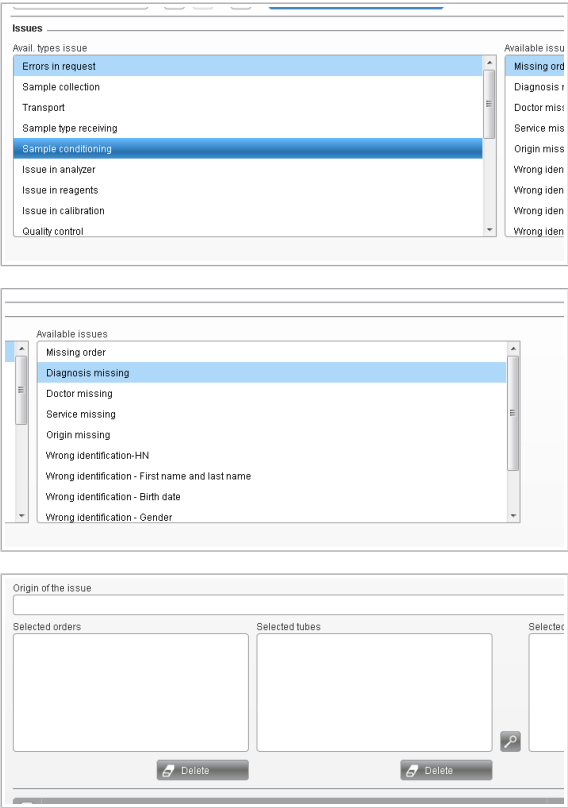 Issues
Avail. types issue
Available issu
Errors in request
Missing ord
Sample collection
Diagnosis r
Transport
Doctor miss
Sample type receiving
Service mis
Sample conditioning
Origin miss
Issue in analyzer
Wrong iden
Issue in reagents
Wrong iden
Issue in calibration
Wrong iden
Quality control
Wrong iden
Available issues
Missing order
Diagnosis missing
Doctor missing
Service missing
Origin missing
Wrong identification-HN
Wrong identification - First name and last name
Wrong identification - Birth date
Wrong identification - Gender
Origin of the issue
Selected orders
Selected tubes
Selected
Delete
Delete